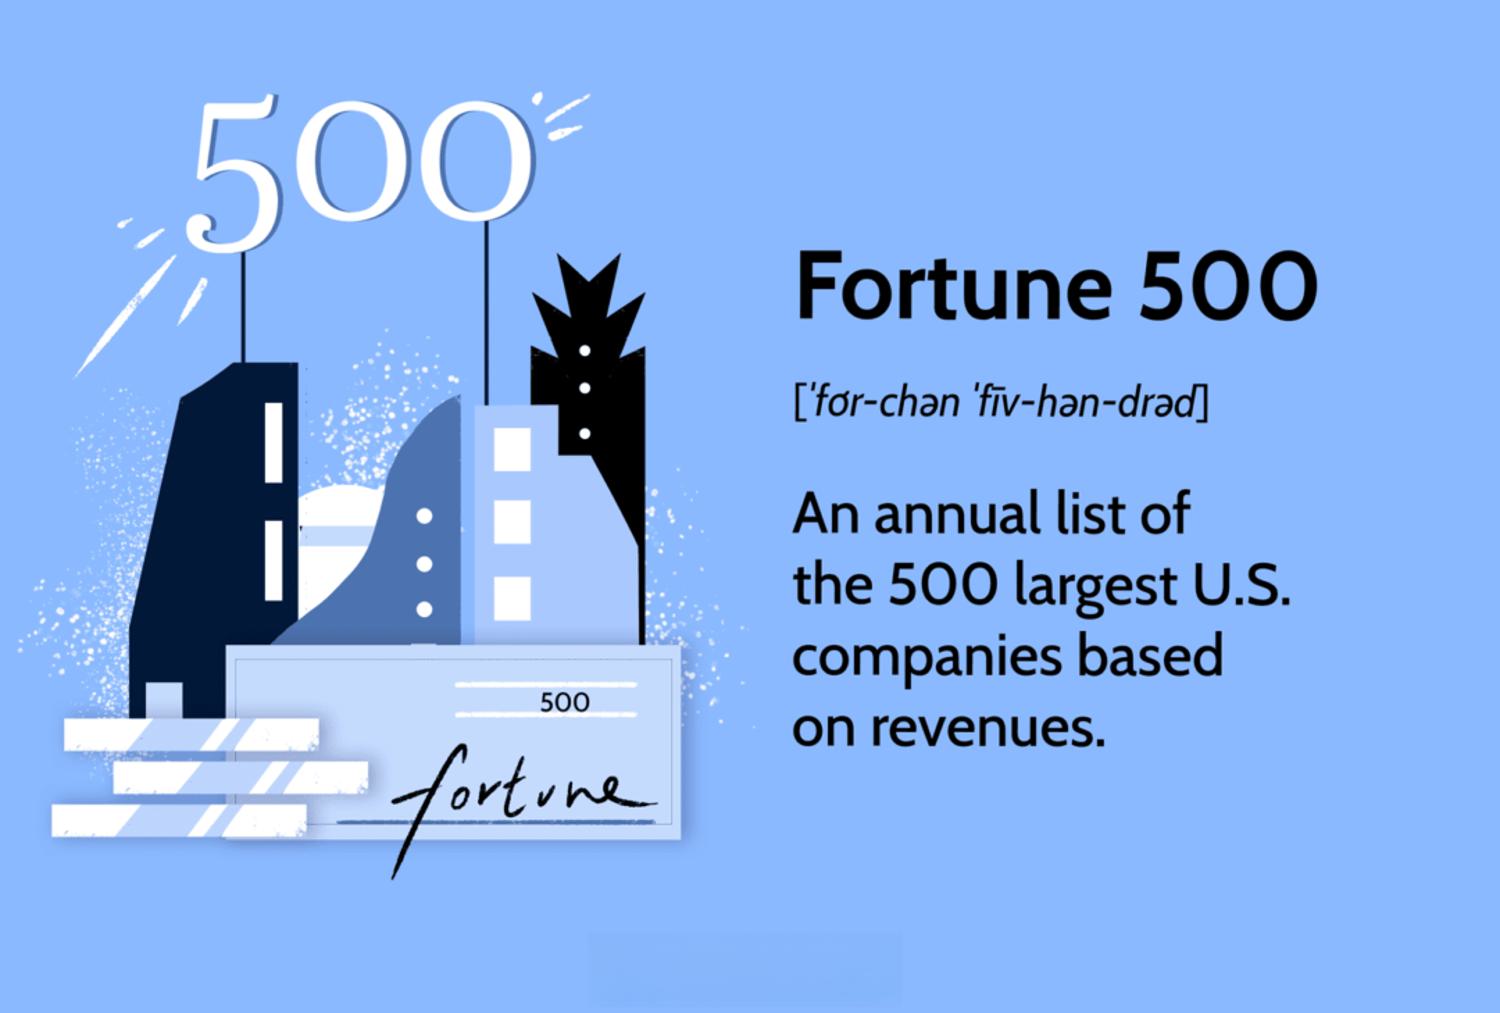 500
Fortune 500
[ˈfȯr-chən ˈfīv-hən-drəd]
An annual list of
the 500 largest U.S.
companies based
on revenues.
500
fortune